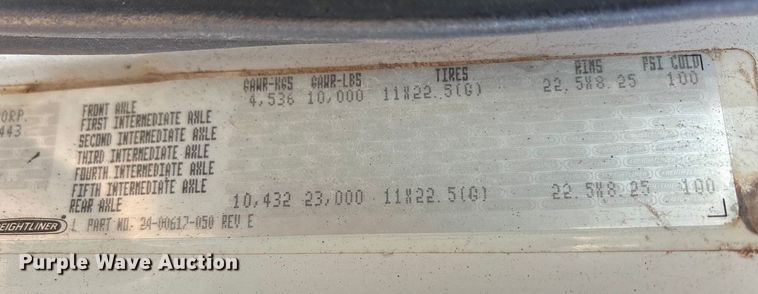 GAWR-KGS GAWR-LBS TIRES RIMS PSI COLD
FRONT AXLE 4,536 10,000 11X22.5(G) 22.5X8.25 100
FIRST INTERMEDIATE AXLE
ORP.
443
SECOND INTERMEDIATE AXLE
THIRD INTERMEDIATE AXLE
FOURTH INTERMEDIATE AXLE
FIFTH INTERMEDIATE AXLE
REAR AXLE 10,432 23,000 11X22.5(G) 22.5X8.25 100
EIGHTLINER PART NO. 24-00617-050 REV E
Purple Wave Auction